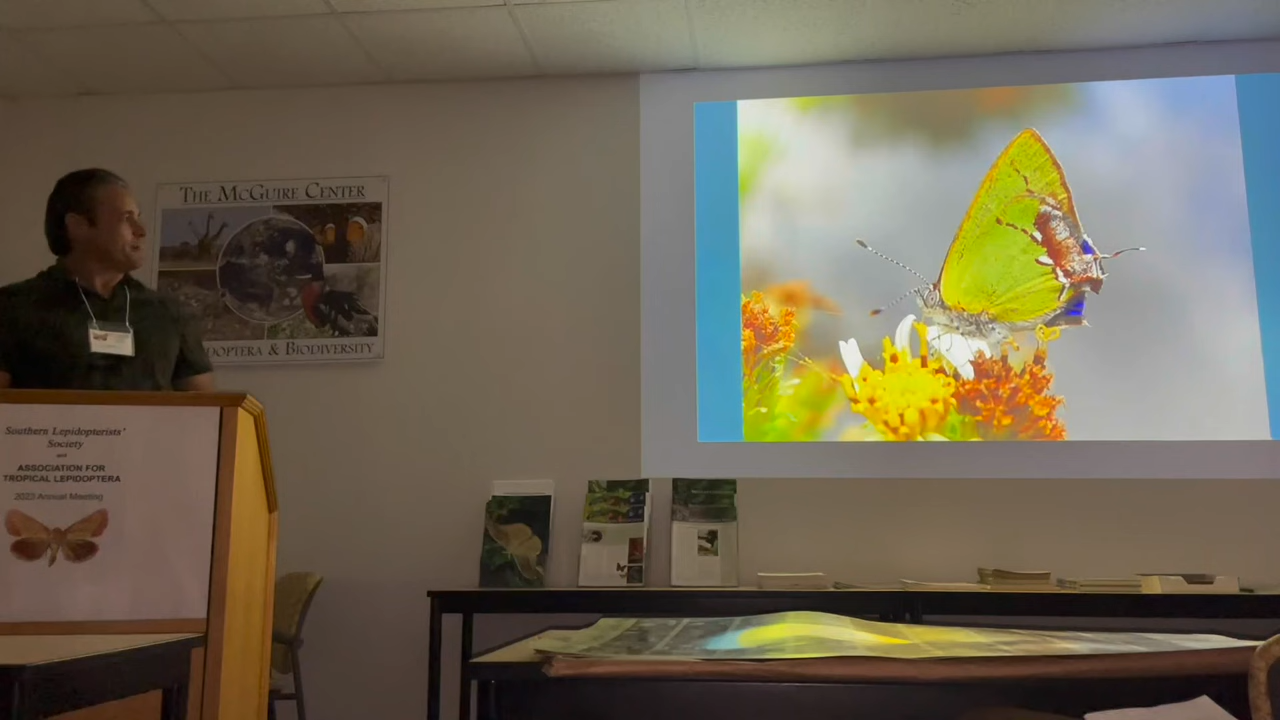 THE MCGUIRE CENTER
DOPTERA & BIODIVERSITY
Southern Lepidopterists'
Society
and
ASSOCIATION FOR
TROPICAL LEPIDOPTERA
2023 Annual Meeting